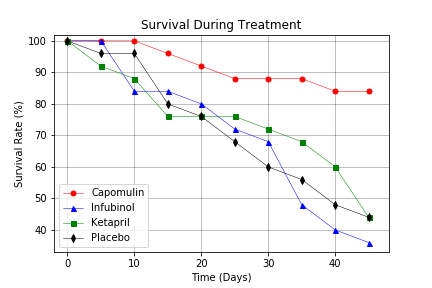 Survival During Treatment
Survival Rate (%)
100
90
80
70
60
50
40
Capomulin
Infubinol
Ketapril
Placebo
0
10
20
30
40
Time (Days)